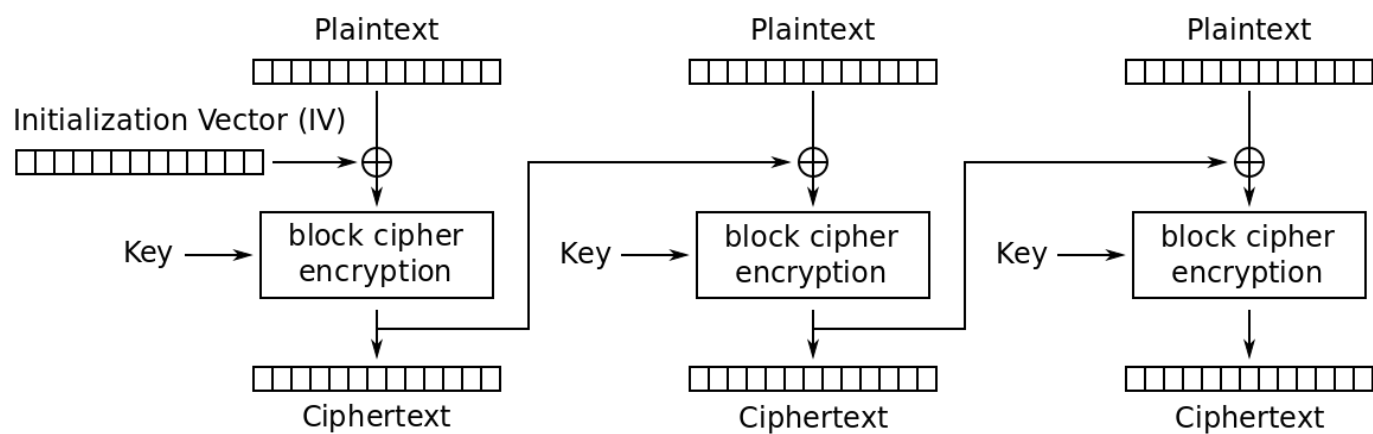 Plaintext
Plaintext
Plaintext
Initialization Vector (IV)
Key
block cipher
encryption
Key
block cipher
encryption
Key
block cipher
encryption
Ciphertext
Ciphertext
Ciphertext